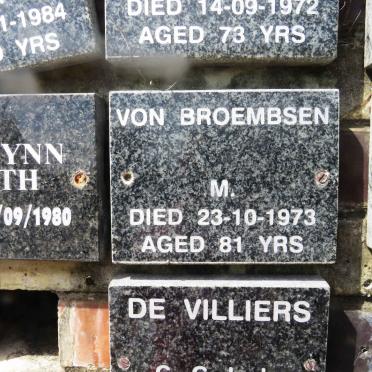 1-1984
YRS
DIED 14-09-1972
AGED 73 YRS
YNN
TH
/09/1980
VON BROEMBSEN
M.
DIED 23-10-1973
AGED 81 YRS
DE VILLIERS